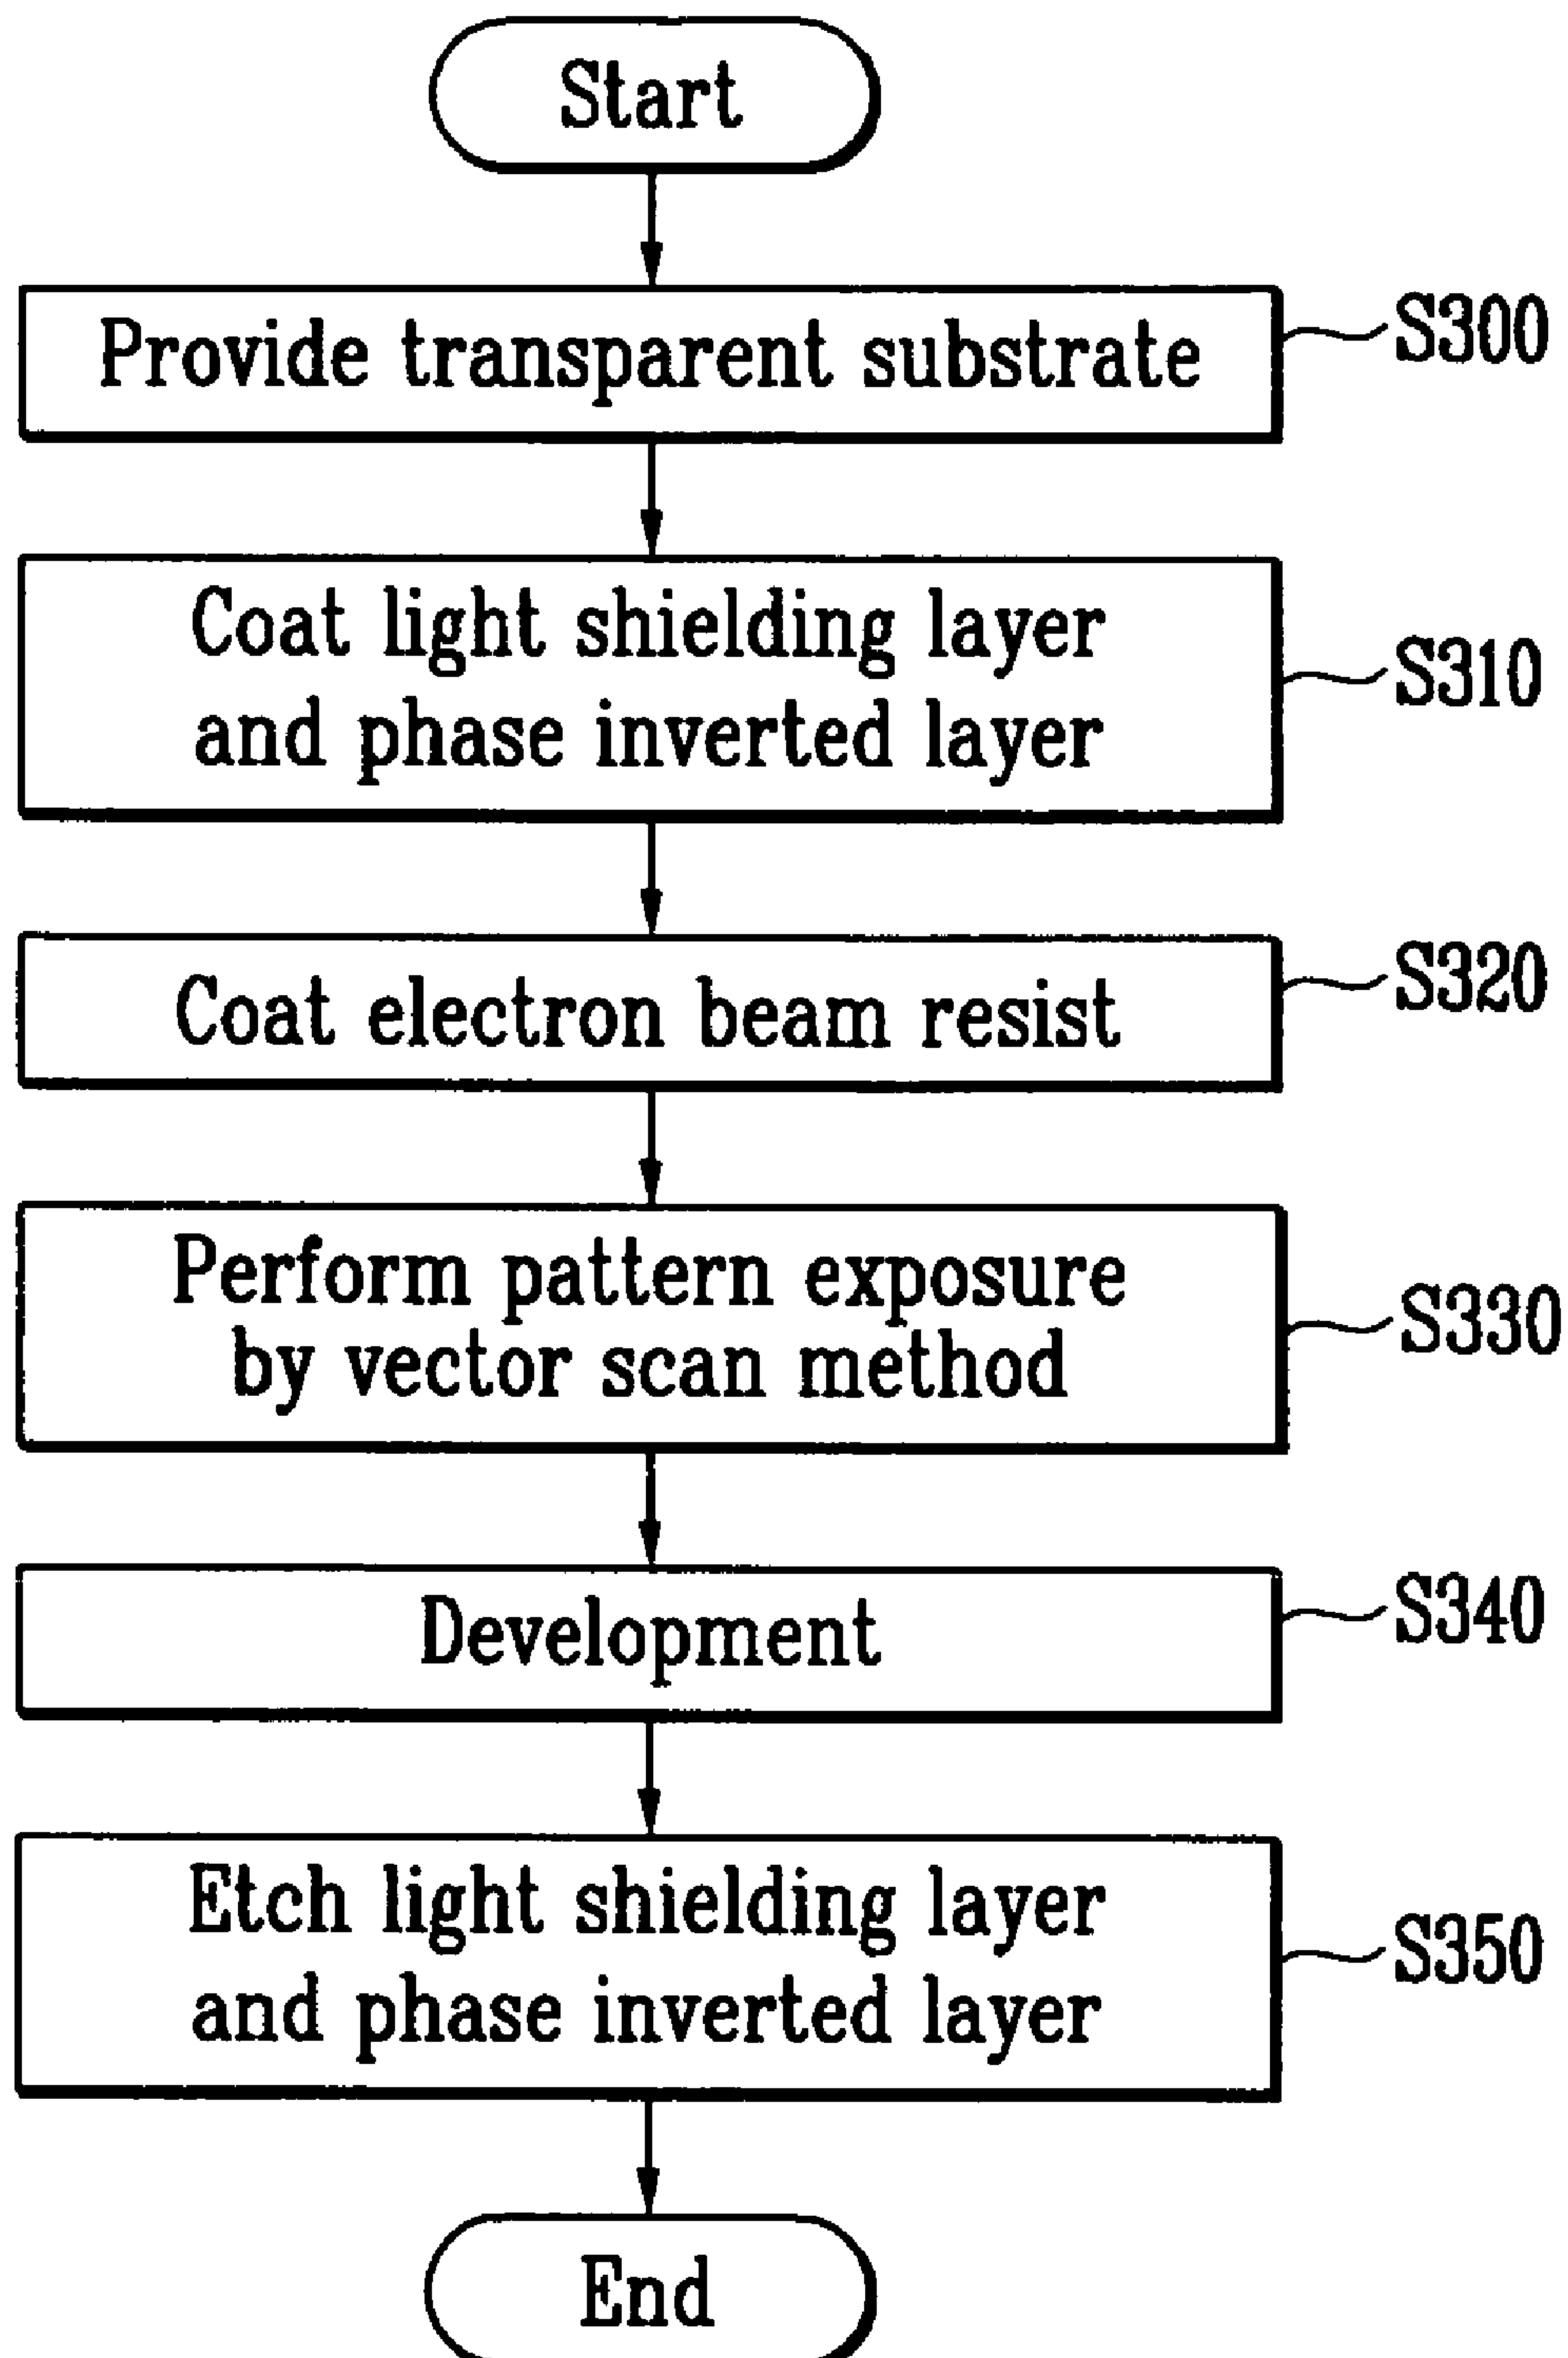 Start
Provide transparent substrate
S300
Coat light shielding layer
and phase inverted layer
S310
Coat electron beam resist
S320
Perform pattern exposure
by vector scan method
S330
Development
S340
Etch light shielding layer
and phase inverted layer
S350
End